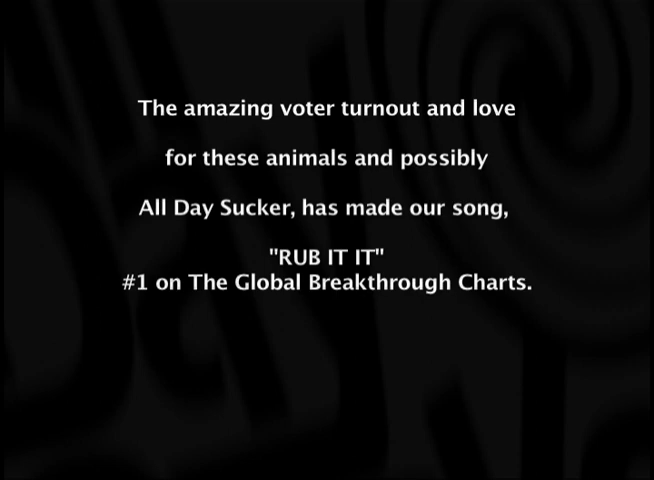 The amazing voter turnout and love
for these animals and possibly
All Day Sucker, has made our song,
"RUB IT IT"
#1 on The Global Breakthrough Charts.